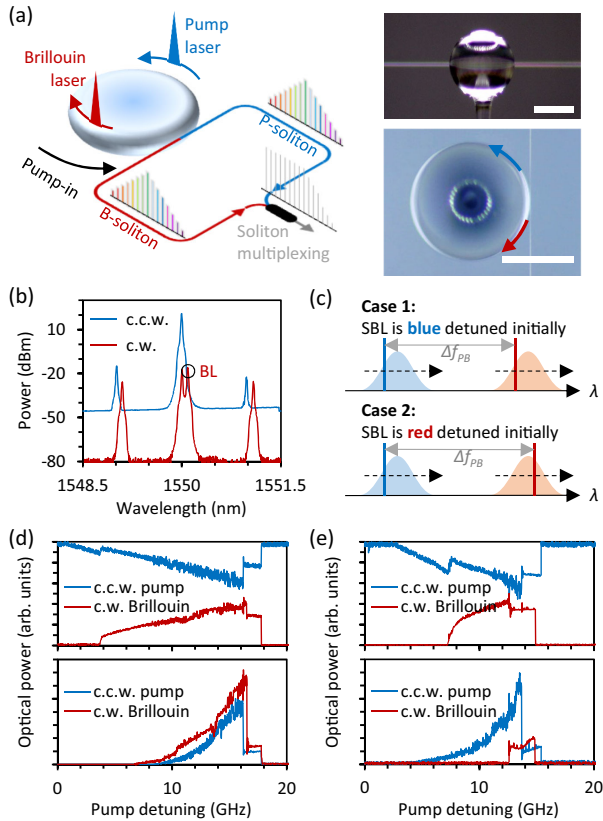 (a)
Pump
laser
Brillouin
laser
Pump-in
P-soliton
B-soliton
Soliton
multiplexing
(b)
c.c.w.
c.w.
BL
Power (dBm)
20
-20
-50
-80
1548.5
1550
1551.5
Wavelength (nm)
(c)
Case 1:
SBL is blue detuned initially
Δf_PB
λ
Case 2:
SBL is red detuned initially
Δf_PB
λ
(d)
c.c.w. pump
c.w. Brillouin
c.c.w. pump
c.w. Brillouin
Optical power (arb. units)
0
10
20
Pump detuning (GHz)
(e)
c.c.w. pump
c.w. Brillouin
c.c.w. pump
c.w. Brillouin
Optical power (arb. units)
0
10
20
Pump detuning (GHz)